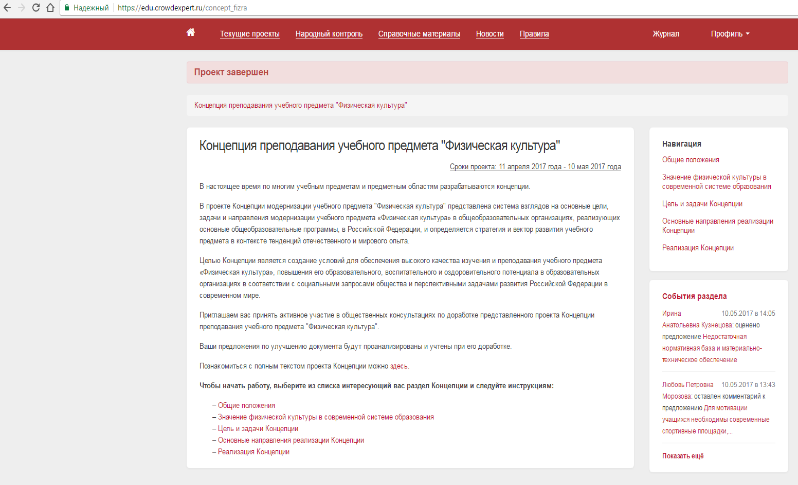 Надежный https://edu.crowdexpert.ru/concept_fizra
Текущие проекты Народный контроль Справочные материалы Новости Правила Журнал Профиль
Проект завершен
Концепция преподавания учебного предмета "Физическая культура"
Концепция преподавания учебного предмета "Физическая культура"
Сроки проекта: 11 апреля 2017 года - 10 мая 2017 года
В настоящее время по многим учебным предметам и предметным областям разрабатываются концепции.
В проекте Концепции модернизации учебного предмета "Физическая культура" представлена система взглядов на основные цели,
задачи и направления модернизации учебного предмета «Физическая культура» в общеобразовательных организациях, реализующих
основные общеобразовательные программы, в Российской Федерации, и определяется стратегия и вектор развития учебного
предмета в контексте тенденций отечественного и мирового опыта.
Целью Концепции является создание условий для обеспечения высокого качества изучения и преподавания учебного предмета
«Физическая культура», повышения его образовательного, воспитательного и оздоровительного потенциала в образовательных
организациях в соответствии с социальными запросами общества и перспективными задачами развития Российской Федерации в
современном мире.
Приглашаем вас принять активное участие в общественных консультациях по доработке представленного проекта Концепции
преподавания учебного предмета "Физическая культура".
Ваши предложения по улучшению документа будут проанализированы и учтены при его доработке.
Познакомиться с полным текстом проекта Концепции можно здесь.
Чтобы начать работу, выберите из списка интересующий вас раздел Концепции и следуйте инструкциям:
– Общие положения
– Значение физической культуры в современной системе образования
– Цель и задачи Концепции
– Основные направления реализации Концепции
– Реализация Концепции
Навигация
Общие положения
Значение физической культуры в
современной системе образования
Цель и задачи Концепции
Основные направления реализации
Концепции
Реализация Концепции
События раздела
Ирина 10.05.2017 в 14:05
Анатольевна Кузнецова: оценено
предложение Недостаточная
нормативная база и материально-
техническое обеспечение
Любовь Петровна 10.05.2017 в 13:43
Морозова: оставлен комментарий к
предложению Для мотивации
учащихся необходимы современные
спортивные площадки,...
Показать ещё